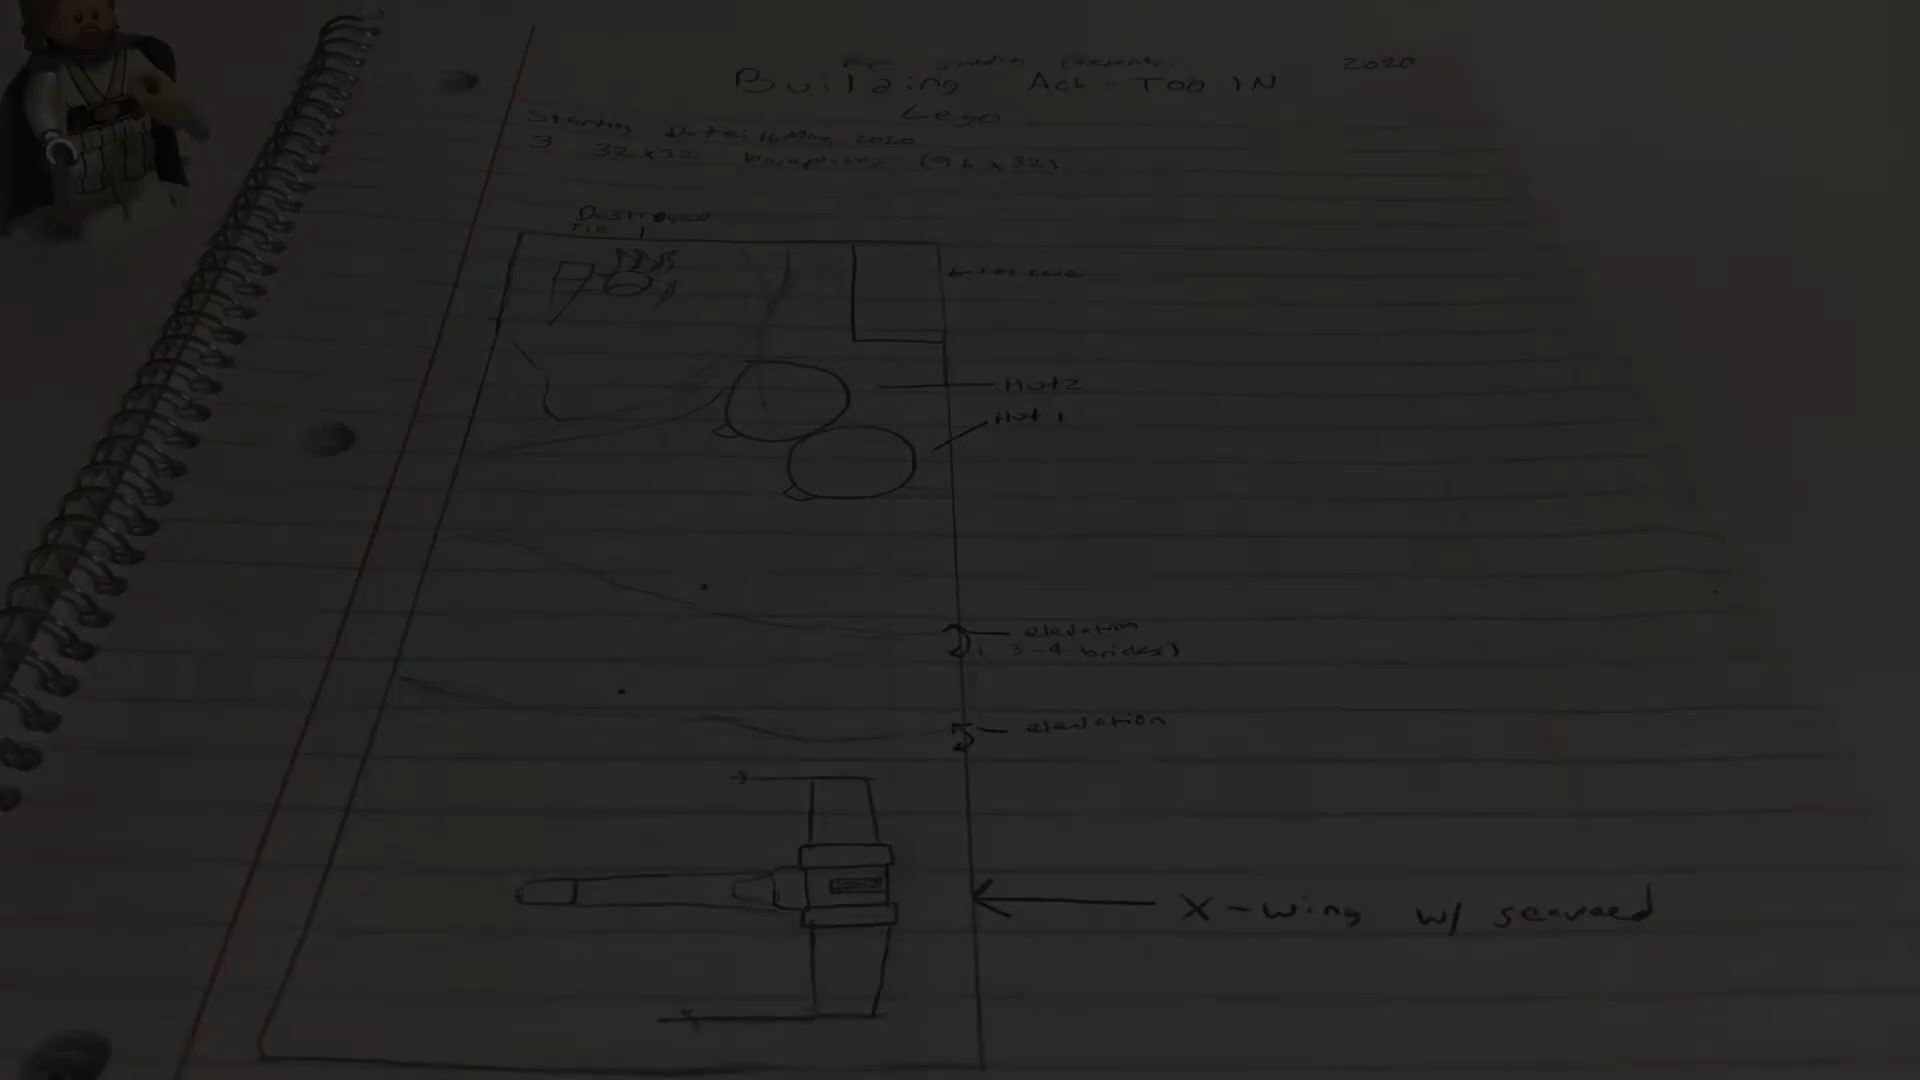 2020
Building Ach-Too IN
Lego
Starting Date: 16 May, 2020
3 32x32 baseplates (96 x 32)
Destroyed
Tie
Hut 2
Hut 1
elevation
( 3-4 bricks)
elevation
X-wing w/ seaweed